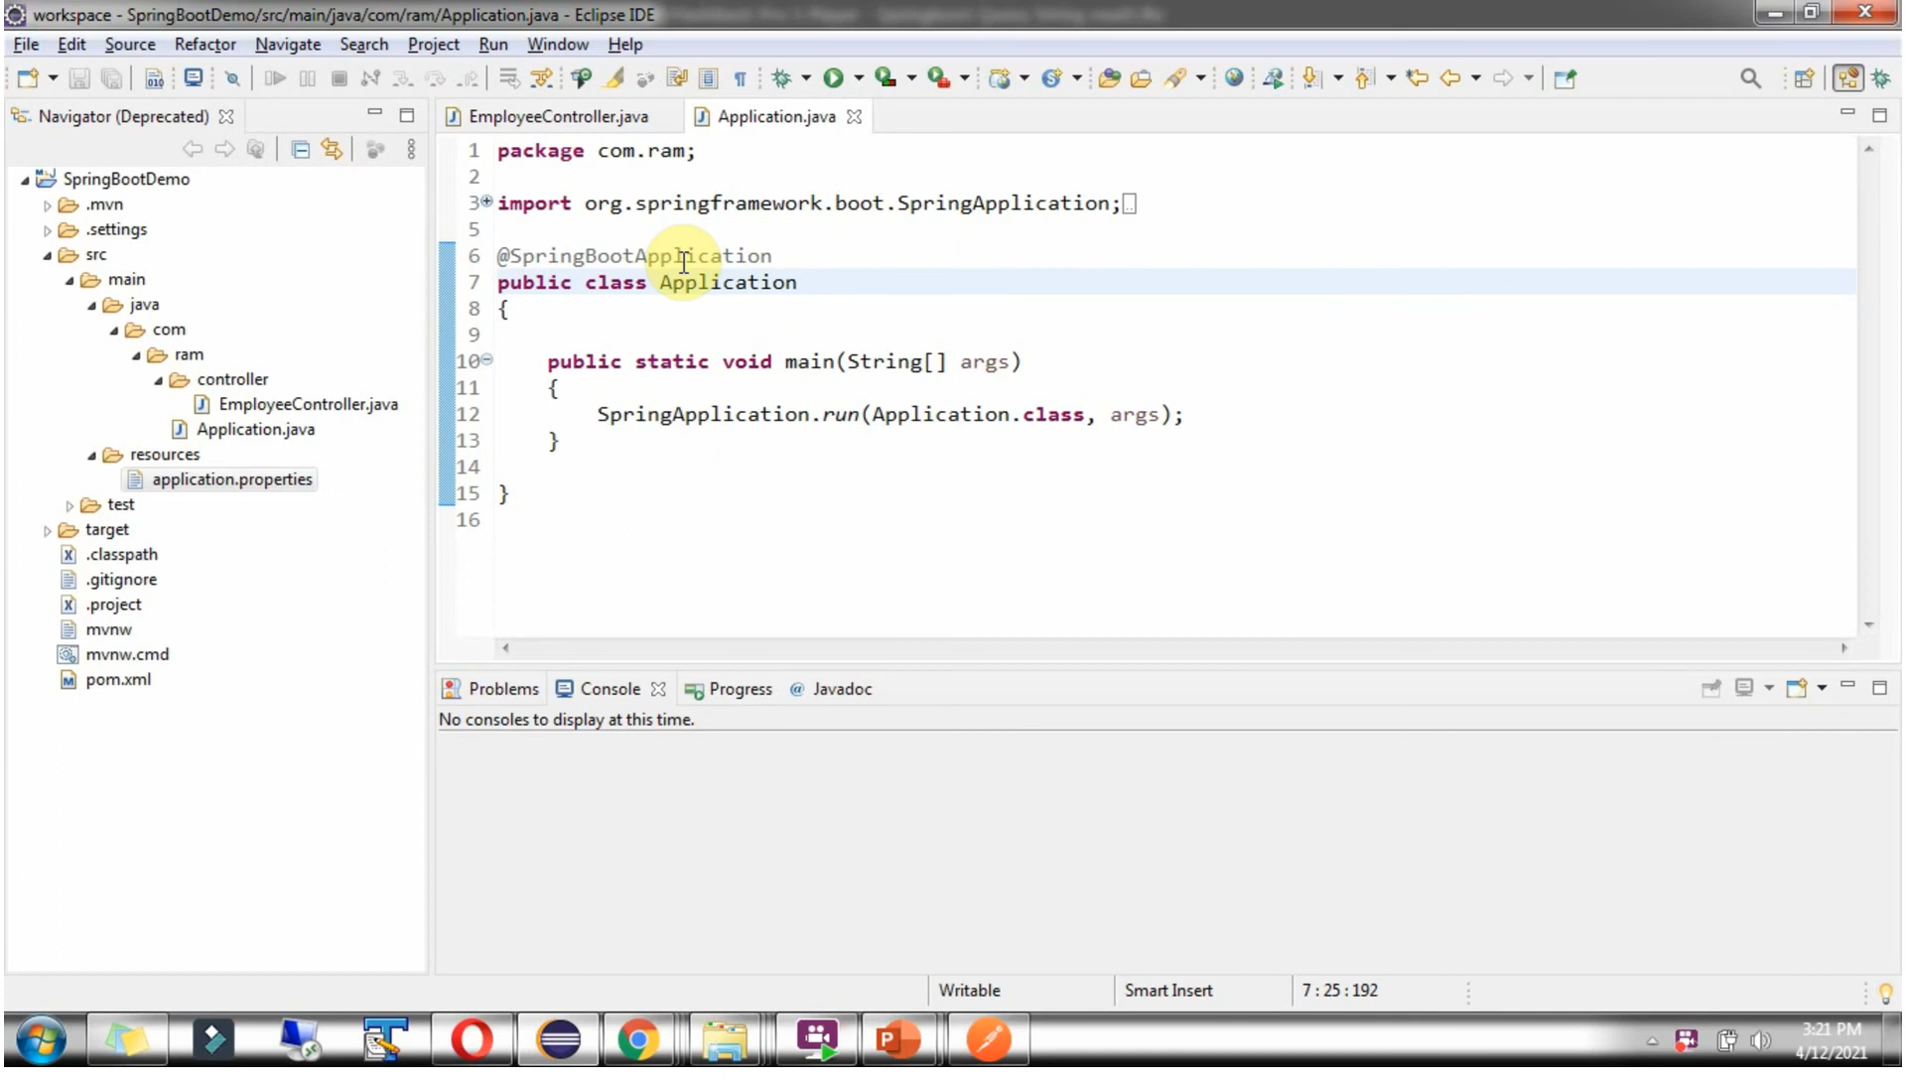 workspace - SpringBootDemo/src/main/java/com/ram/Application.java - Eclipse IDE
File Edit Source Refactor Navigate Search Project Run Window Help
Navigator (Deprecated)
SpringBootDemo
.mvn
.settings
src
main
java
com
ram
controller
EmployeeController.java
Application.java
resources
application.properties
test
target
.classpath
.gitignore
.project
mvnw
mvnw.cmd
pom.xml
EmployeeController.java Application.java
1 package com.ram;
2
3 import org.springframework.boot.SpringApplication;
5
6 @SpringBootApplication
7 public class Application
8 {
9
10 public static void main(String[] args)
11 {
12 SpringApplication.run(Application.class, args);
13 }
14
15 }
16
Problems Console Progress @ Javadoc
No consoles to display at this time.
Writable Smart Insert 7 : 25 : 192
3:21 PM
4/12/2021